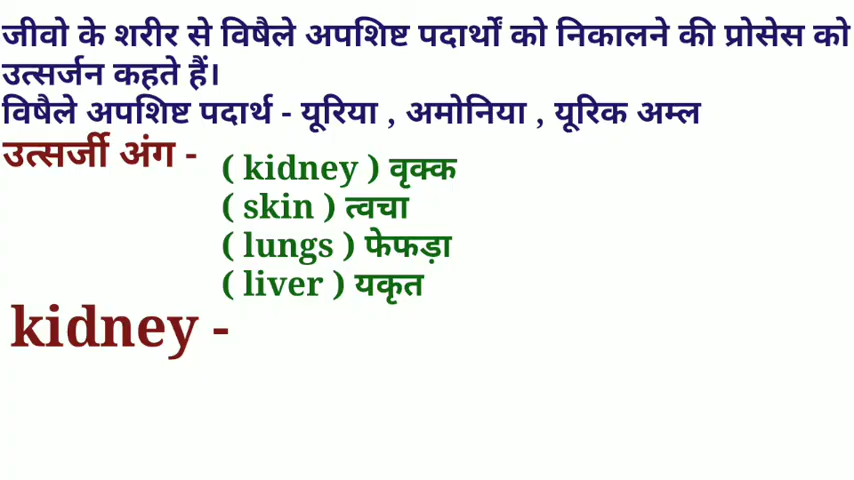 जीवो के शरीर से विषैले अपशिष्ट पदार्थों को निकालने की प्रोसेस को
उत्सर्जन कहते हैं।
विषैले अपशिष्ट पदार्थ - यूरिया , अमोनिया , यूरिक अम्ल
उत्सर्जी अंग -
( kidney ) वृक्क
( skin ) त्वचा
( lungs ) फेफड़ा
( liver ) यकृत
kidney -